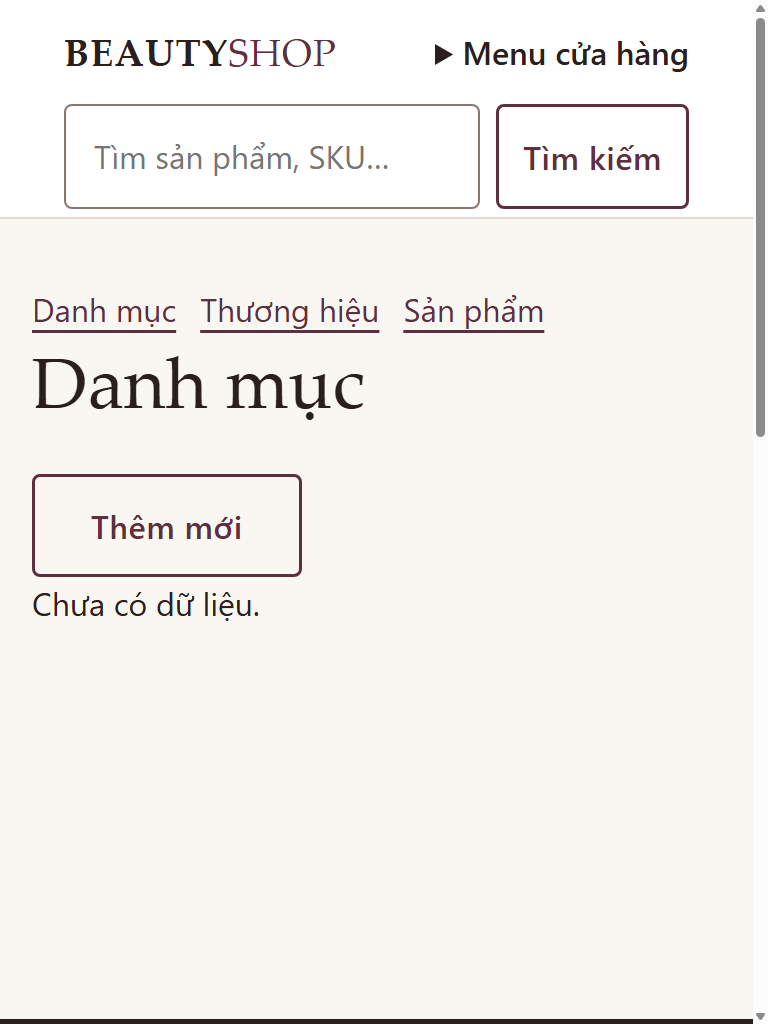 BEAUTYSHOP
▶ Menu cửa hàng
Tìm sản phẩm, SKU...
Tìm kiếm
Danh mục Thương hiệu Sản phẩm
Danh mục
Thêm mới
Chưa có dữ liệu.